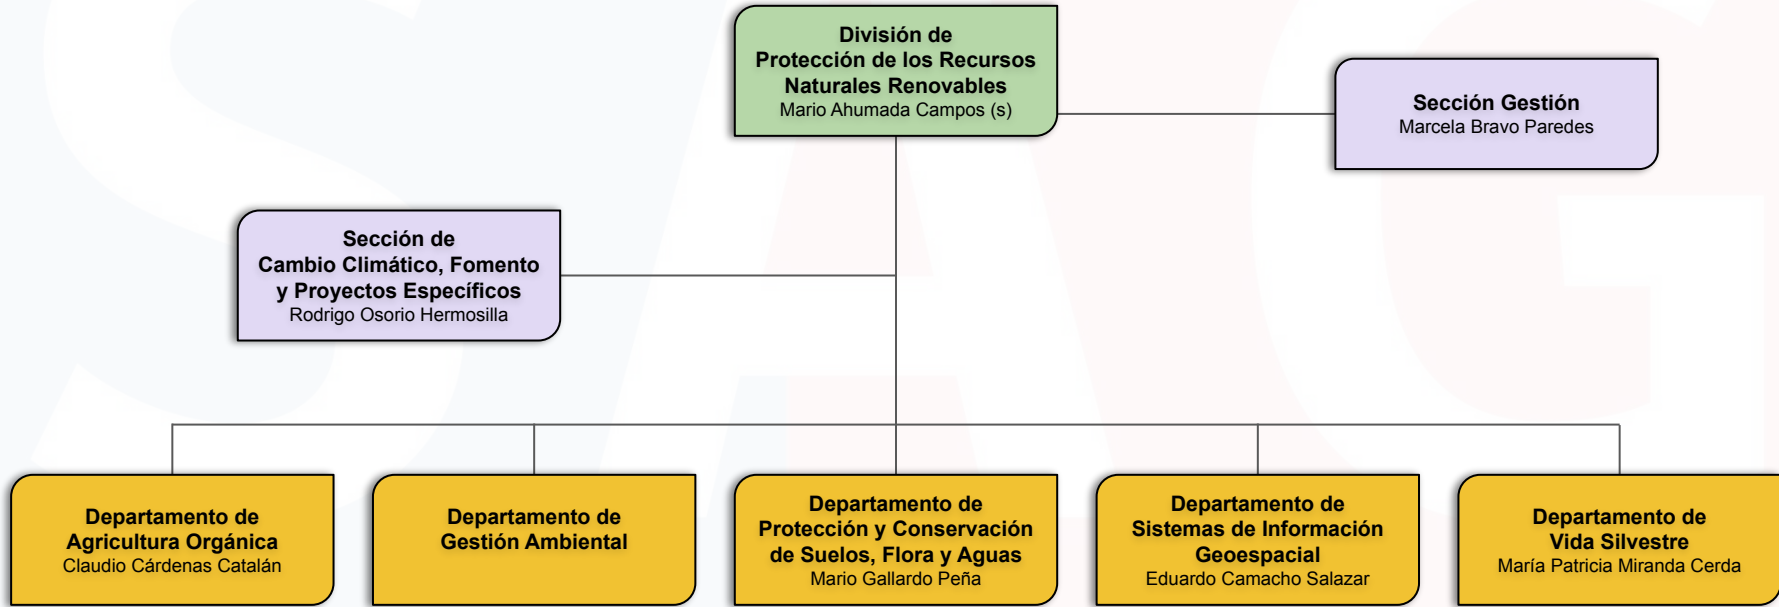 División de
Protección de los Recursos
Naturales Renovables
Mario Ahumada Campos (s)
Sección Gestión
Marcela Bravo Paredes
Sección de
Cambio Climático, Fomento
y Proyectos Específicos
Rodrigo Osorio Hermosilla
Departamento de
Agricultura Orgánica
Claudio Cárdenas Catalán
Departamento de
Gestión Ambiental
Departamento de
Protección y Conservación
de Suelos, Flora y Aguas
Mario Gallardo Peña
Departamento de
Sistemas de Información
Geoespacial
Eduardo Camacho Salazar
Departamento de
Vida Silvestre
María Patricia Miranda Cerda
SAG